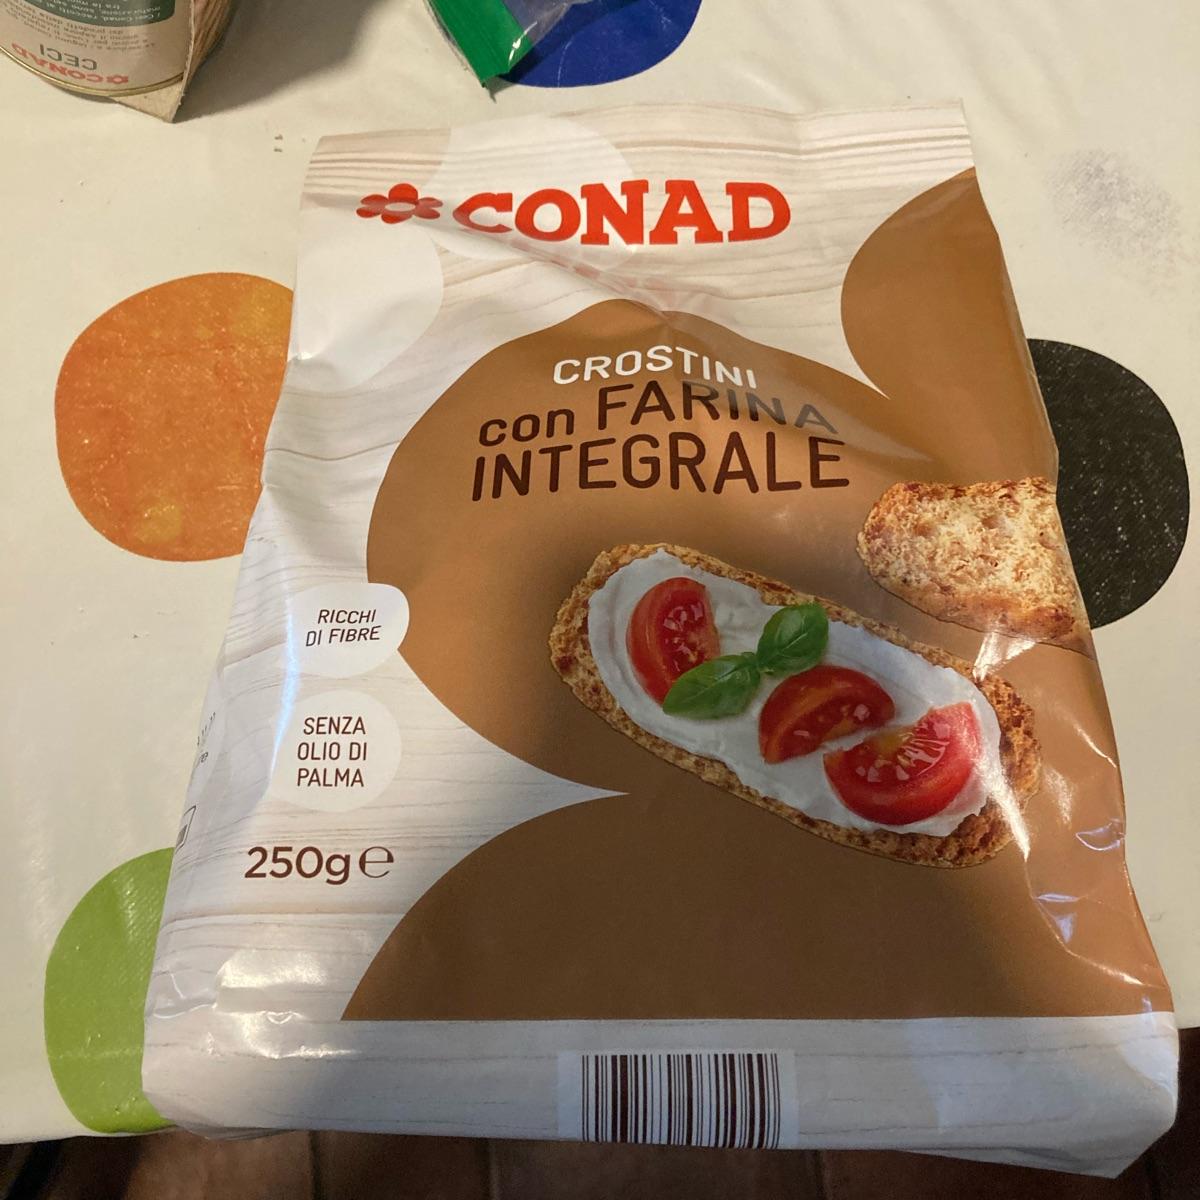 CONAD
CECI
CONAD
CROSTINI
con FARINA
INTEGRALE
RICCHI
DI FIBRE
SENZA
OLIO DI
PALMA
250g e